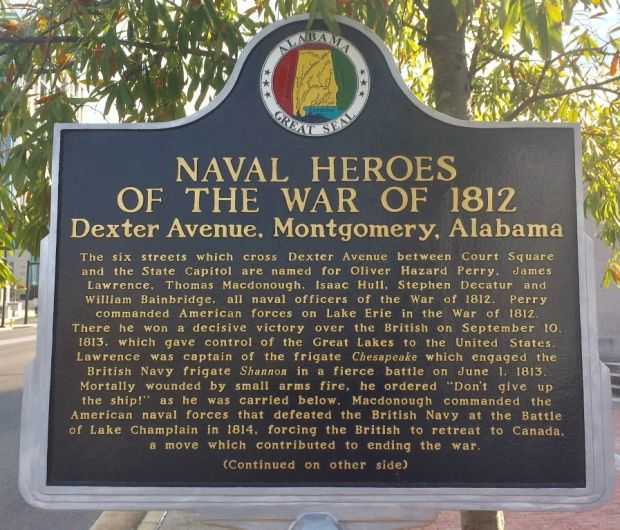 ALABAMA
GREAT SEAL
NAVAL HEROES
OF THE WAR OF 1812
Dexter Avenue, Montgomery, Alabama
The six streets which cross Dexter Avenue between Court Square
and the State Capitol are named for Oliver Hazard Perry, James
Lawrence, Thomas Macdonough, Isaac Hull, Stephen Decatur and
William Bainbridge, all naval officers of the War of 1812. Perry
commanded American forces on Lake Erie in the War of 1812.
There he won a decisive victory over the British on September 10,
1813, which gave control of the Great Lakes to the United States.
Lawrence was captain of the frigate Chesapeake which engaged the
British Navy frigate Shannon in a fierce battle on June 1, 1813.
Mortally wounded by small arms fire, he ordered "Don't give up
the ship!" as he was carried below. Macdonough commanded the
American naval forces that defeated the British Navy at the Battle
of Lake Champlain in 1814, forcing the British to retreat to Canada,
a move which contributed to ending the war.
(Continued on other side)